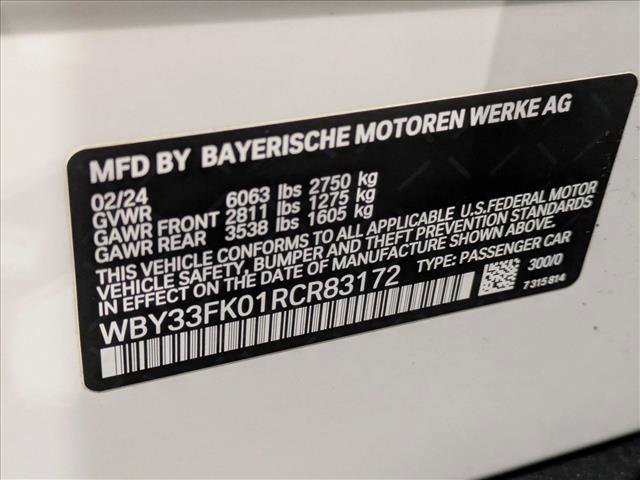 MFD BY BAYERISCHE MOTOREN WERKE AG
02/24
GVWR 6063 lbs 2750 kg
GAWR FRONT 2811 lbs 1275 kg
GAWR REAR 3538 lbs 1605 kg
THIS VEHICLE CONFORMS TO ALL APPLICABLE U.S.FEDERAL MOTOR
VEHICLE SAFETY, BUMPER AND THEFT PREVENTION STANDARDS
IN EFFECT ON THE DATE OF MANUFACTURE SHOWN ABOVE.
WBY33FK01RCR83172 TYPE: PASSENGER CAR
300/0
7315814